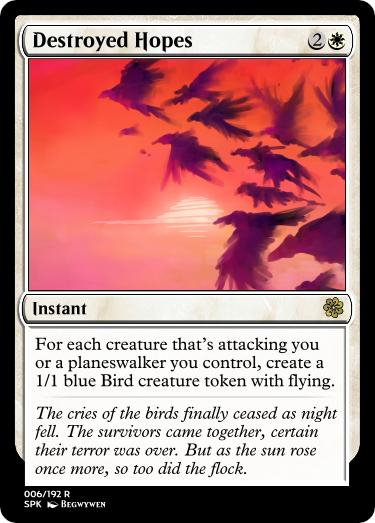 Destroyed Hopes 2
Instant
For each creature that's attacking you
or a planeswalker you control, create a
1/1 blue Bird creature token with flying.
The cries of the birds finally ceased as night
fell. The survivors came together, certain
their terror was over. But as the sun rose
once more, so too did the flock.
006/192 R
SPK Begwywen